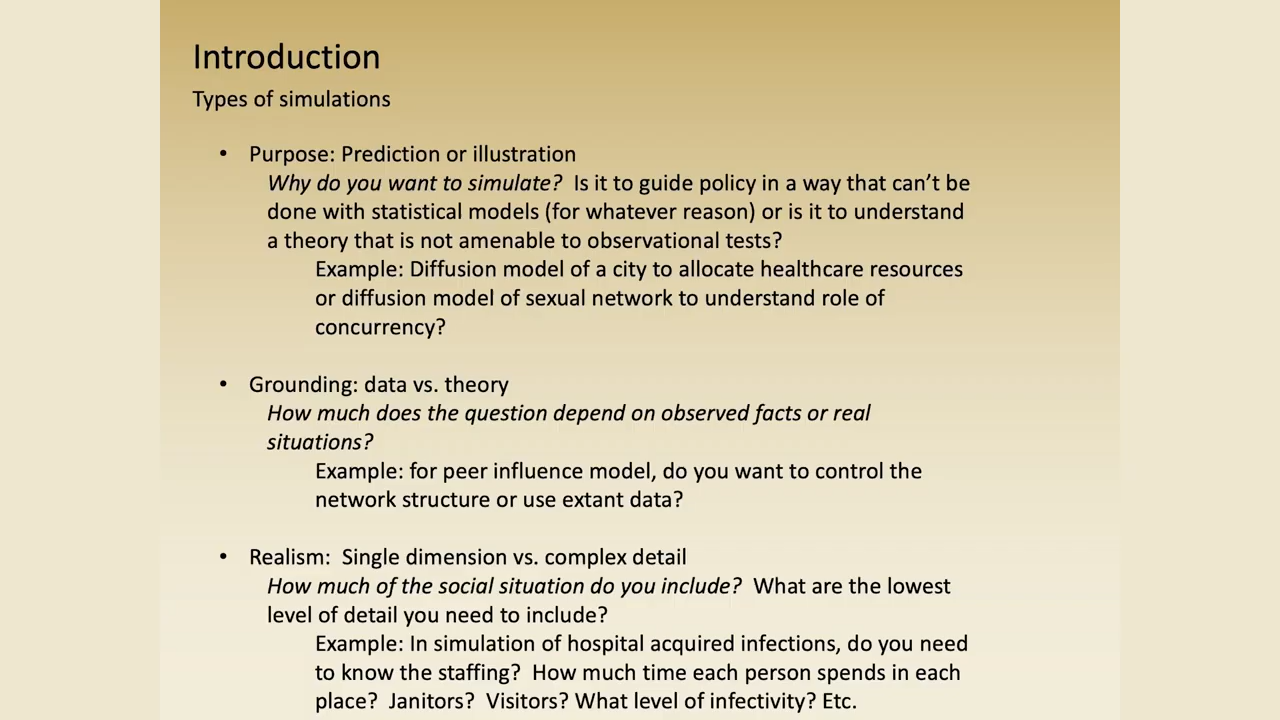 Introduction
Types of simulations
• Purpose: Prediction or illustration
Why do you want to simulate?  Is it to guide policy in a way that can’t be
done with statistical models (for whatever reason) or is it to understand
a theory that is not amenable to observational tests?
Example: Diffusion model of a city to allocate healthcare resources
or diffusion model of sexual network to understand role of
concurrency?
• Grounding: data vs. theory
How much does the question depend on observed facts or real
situations?
Example: for peer influence model, do you want to control the
network structure or use extant data?
• Realism:  Single dimension vs. complex detail
How much of the social situation do you include?  What are the lowest
level of detail you need to include?
Example: In simulation of hospital acquired infections, do you need
to know the staffing?  How much time each person spends in each
place?  Janitors?  Visitors? What level of infectivity? Etc.